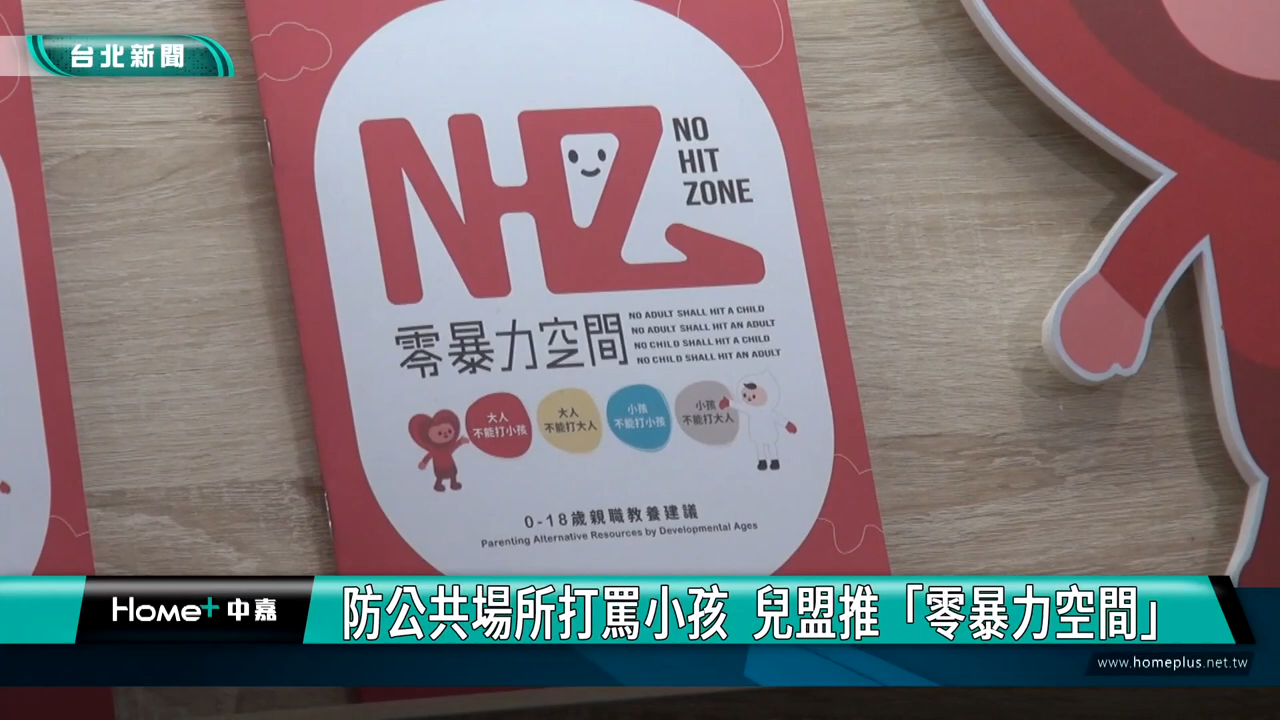 台北新聞
NHZ
NO
HIT
ZONE
零暴力空間
NO ADULT SHALL HIT A CHILD
NO ADULT SHALL HIT AN ADULT
NO CHILD SHALL HIT A CHILD
NO CHILD SHALL HIT AN ADULT
大人
不能打小孩
大人
不能打大人
小孩
不能打小孩
小孩
不能打大人
0-18歲親職教養建議
Parenting Alternative Resources by Developmental Ages
Home+中嘉
防公共場所打罵小孩 兒盟推「零暴力空間」
www.homeplus.net.tw